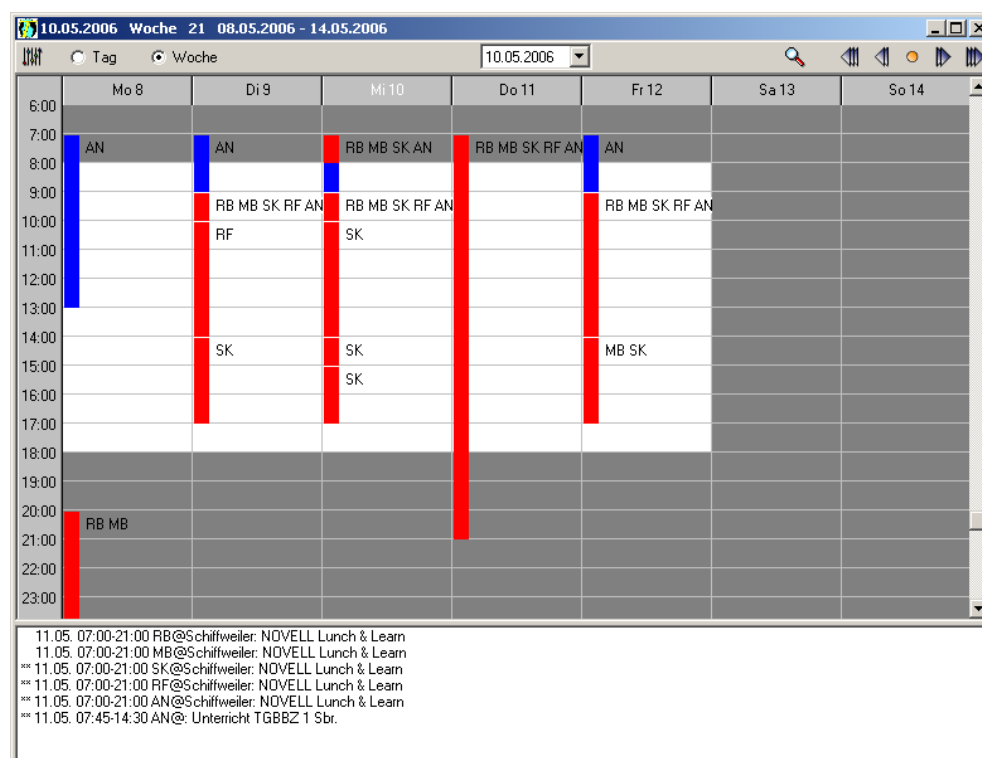 10.05.2006 Woche 21 08.05.2006 - 14.05.2006
Tag Woche 10.05.2006
Mo 8 Di 9 Mi 10 Do 11 Fr 12 Sa 13 So 14
6:00
7:00
AN AN RB MB SK AN RB MB SK RF AN AN
8:00
9:00
RB MB SK RF AN RB MB SK RF AN RB MB SK RF AN
10:00
RF SK
11:00
12:00
13:00
14:00
SK SK MB SK
15:00
SK
16:00
17:00
18:00
19:00
20:00
RB MB
21:00
22:00
23:00
11.05. 07:00-21:00 RB@Schiffweiler: NOVELL Lunch & Learn
11.05. 07:00-21:00 MB@Schiffweiler: NOVELL Lunch & Learn
** 11.05. 07:00-21:00 SK@Schiffweiler: NOVELL Lunch & Learn
** 11.05. 07:00-21:00 RF@Schiffweiler: NOVELL Lunch & Learn
** 11.05. 07:00-21:00 AN@Schiffweiler: NOVELL Lunch & Learn
** 11.05. 07:45-14:30 AN@: Unterricht TGBBZ 1 Sbr.